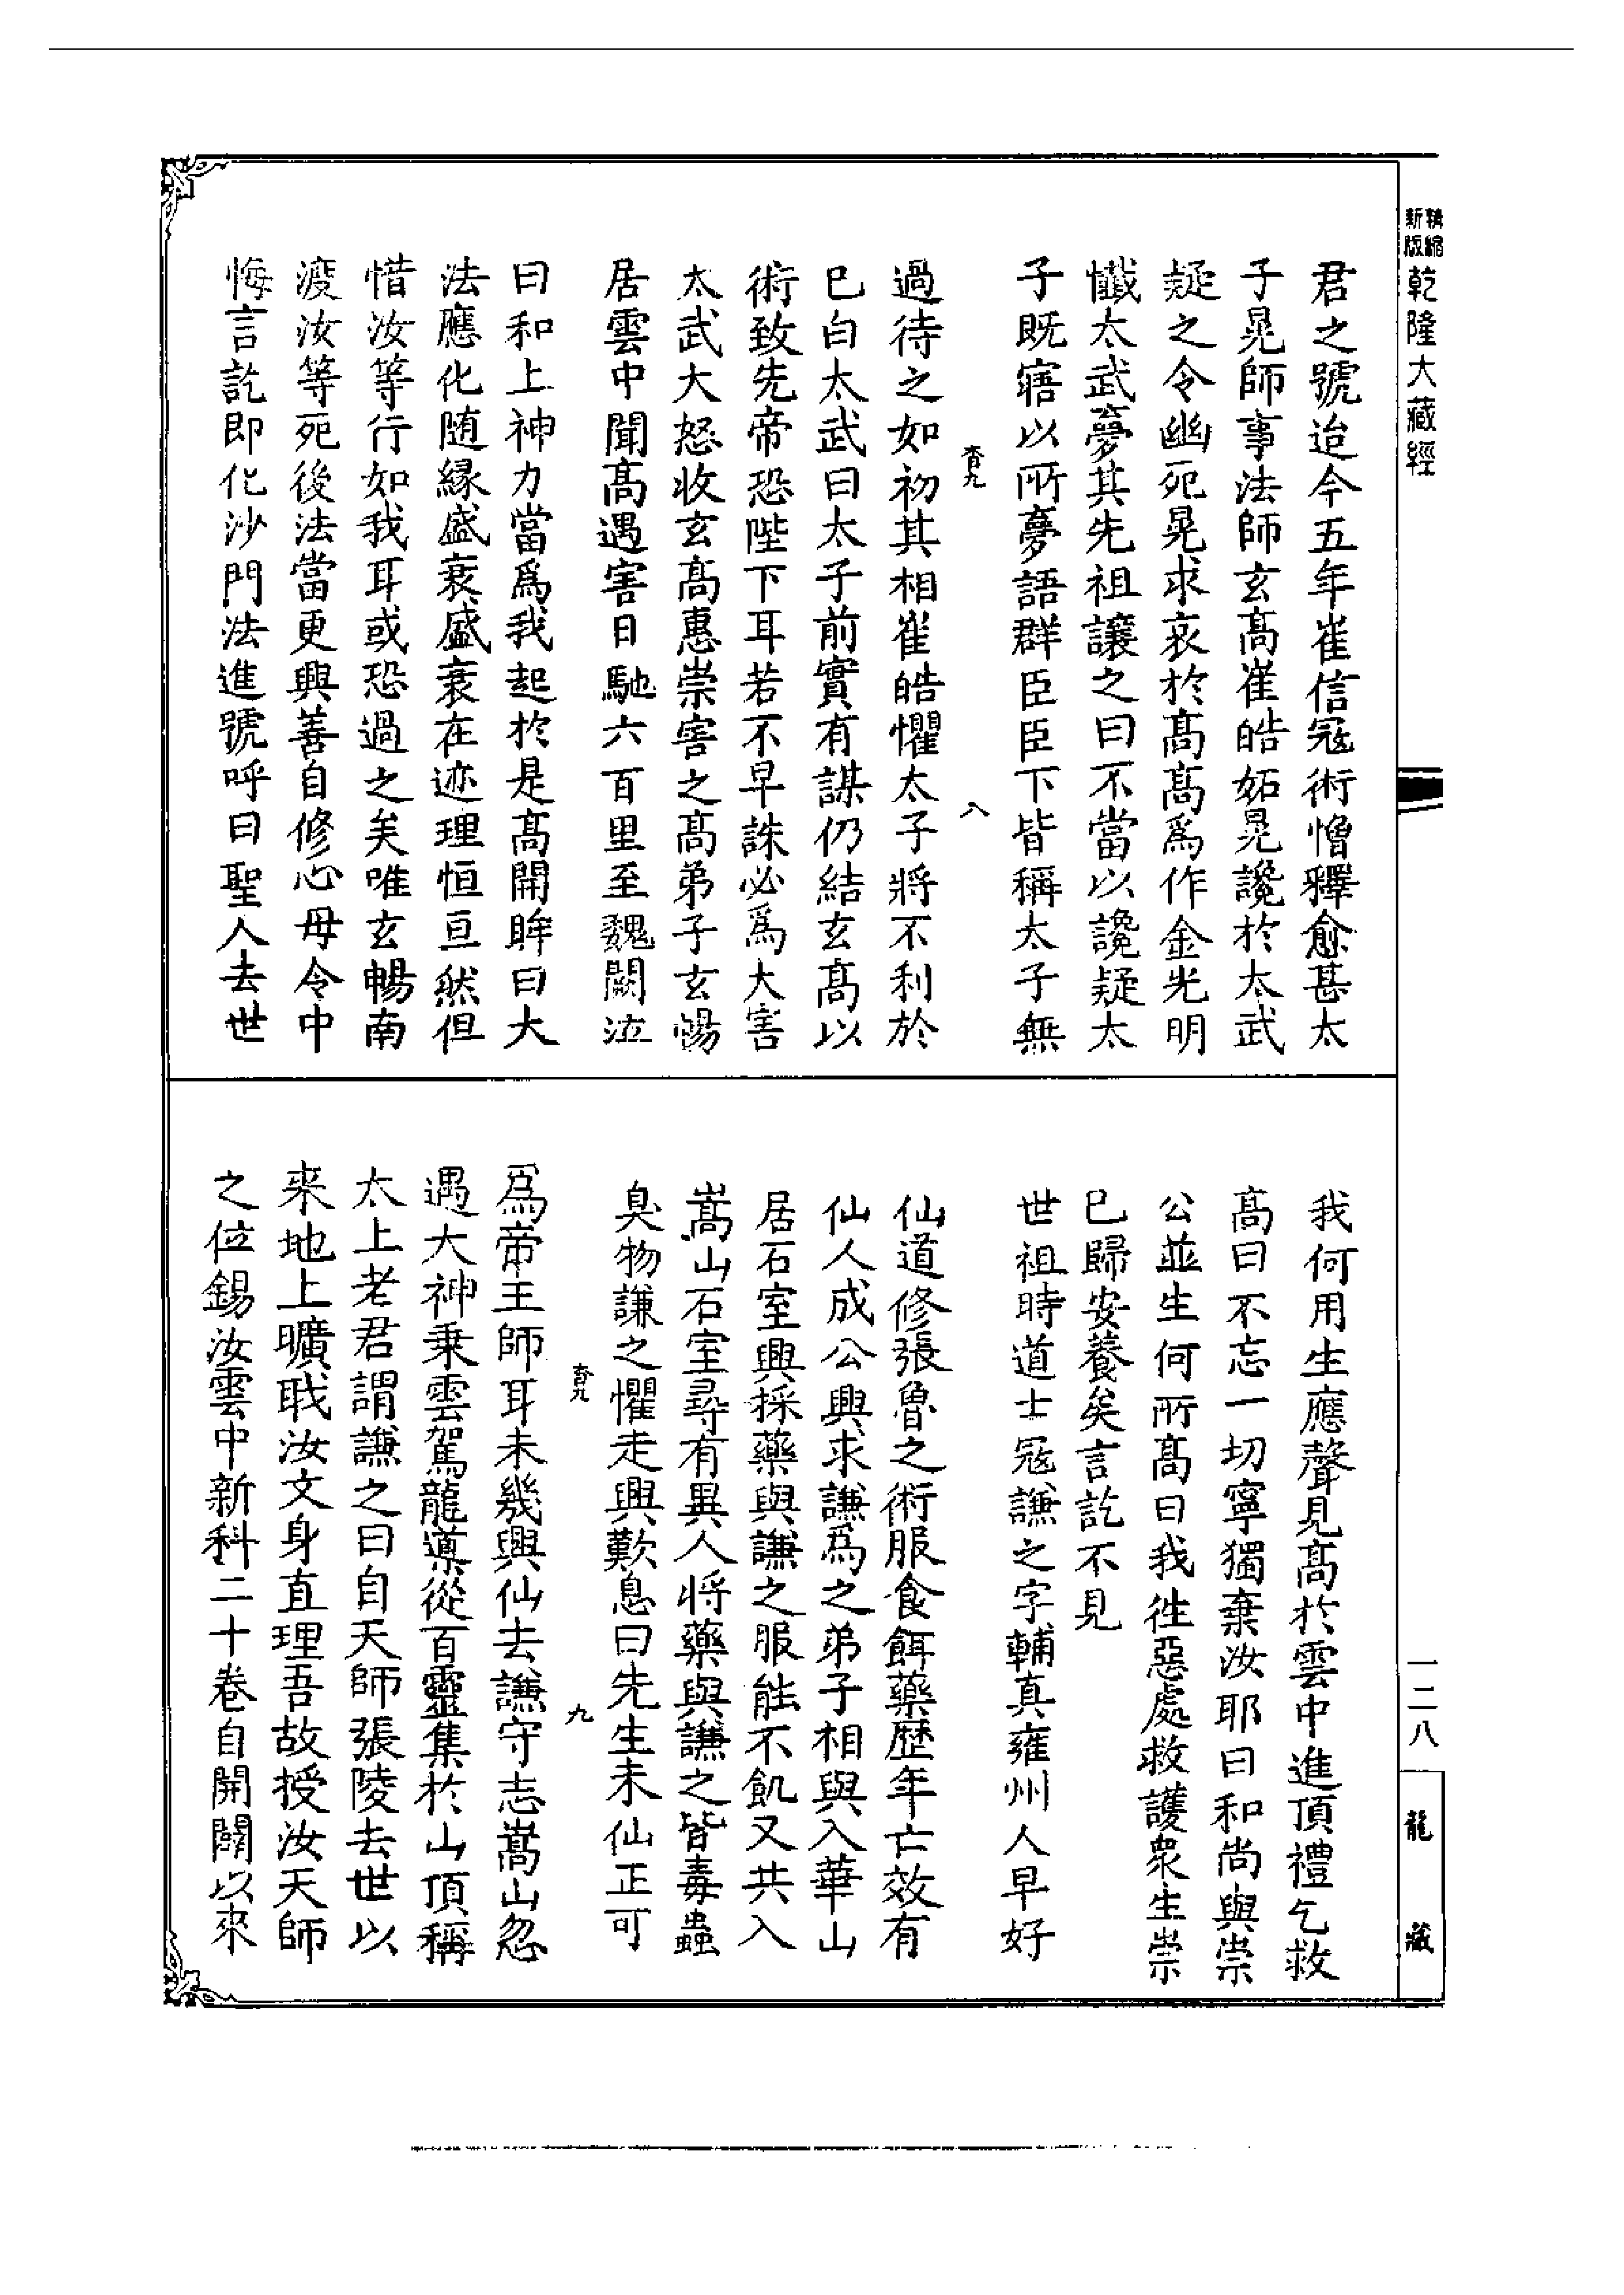 新版
精縮
乾隆大藏經
君之號迨今五年崔信宼術憎釋愈甚太
子晃師事法師玄髙崔皓妬晃讒於太武
疑之令幽死晃求哀於髙髙爲作金光明
懺太武夢其先祖讓之曰不當以讒疑太
子既寤以所夢語群臣臣下皆稱太子無
過待之如初其相崔皓懼太子將不利於
巳白太武曰太子前實有謀仍結玄髙以
術致先帝恐陛下耳若不早誅必爲大害
太武大怒收玄髙惠崇害之髙弟子玄暢
居雲中聞髙遇害日馳六百里至魏闕泣
曰和上神力當爲我起於是髙開眸曰大
法應化随緣盛衰盛衰在迹理恒亘然但
惜汝等行如我耳或恐過之矣唯玄暢南
渡汝等死後法當更興善自修心毋令中
悔言訖即化沙門法進號呼曰聖人去世
八
我何用生應聲見髙於雲中進頂禮乞救
髙曰不忘一切寧獨棄汝耶曰和尚與崇
公並生何所髙曰我徃惡處救護衆生崇
巳歸安養矣言訖不見
世祖時道士宼謙之字輔真雍州人早好
仙道修張魯之術服食餌藥歷年亡效有
仙人成公興求謙爲之弟子相與入華山
居石室興採藥與謙之服能不飢又共入
嵩山石室尋有異人將藥與謙之皆毒蟲
臭物謙之懼走興歎息曰先生未仙正可
爲帝王師耳未幾興仙去謙守志嵩山忽
遇大神乗雲駕龍導從百靈集於山頂稱
太上老君謂謙之曰自天師張陵去世以
来地上曠職汝文身直理吾故授汝天師
之位錫汝雲中新科二十卷自開闢以來
九
一二八
龍藏